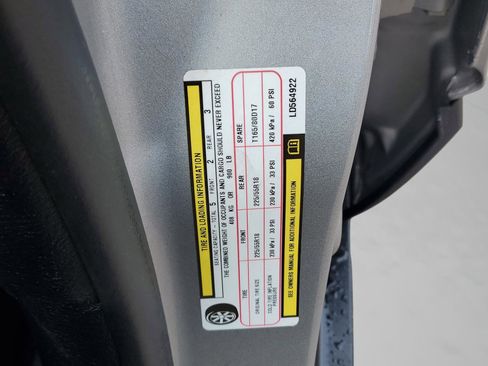 TIRE AND LOADING INFORMATION
SEATING CAPACITY - TOTAL 5 FRONT 2 REAR 3
THE COMBINED WEIGHT OF OCCUPANTS AND CARGO SHOULD NEVER EXCEED
408 KG OR 900 LB
TIRE FRONT REAR SPARE
ORIGINAL TIRE SIZE 225/55R18 225/55R18 T165/80D17
COLD TIRE INFLATION PRESSURE 230 kPa / 33 PSI 230 kPa / 33 PSI 420 kPa / 60 PSI
SEE OWNERS MANUAL FOR ADDITIONAL INFORMATION
LD564922